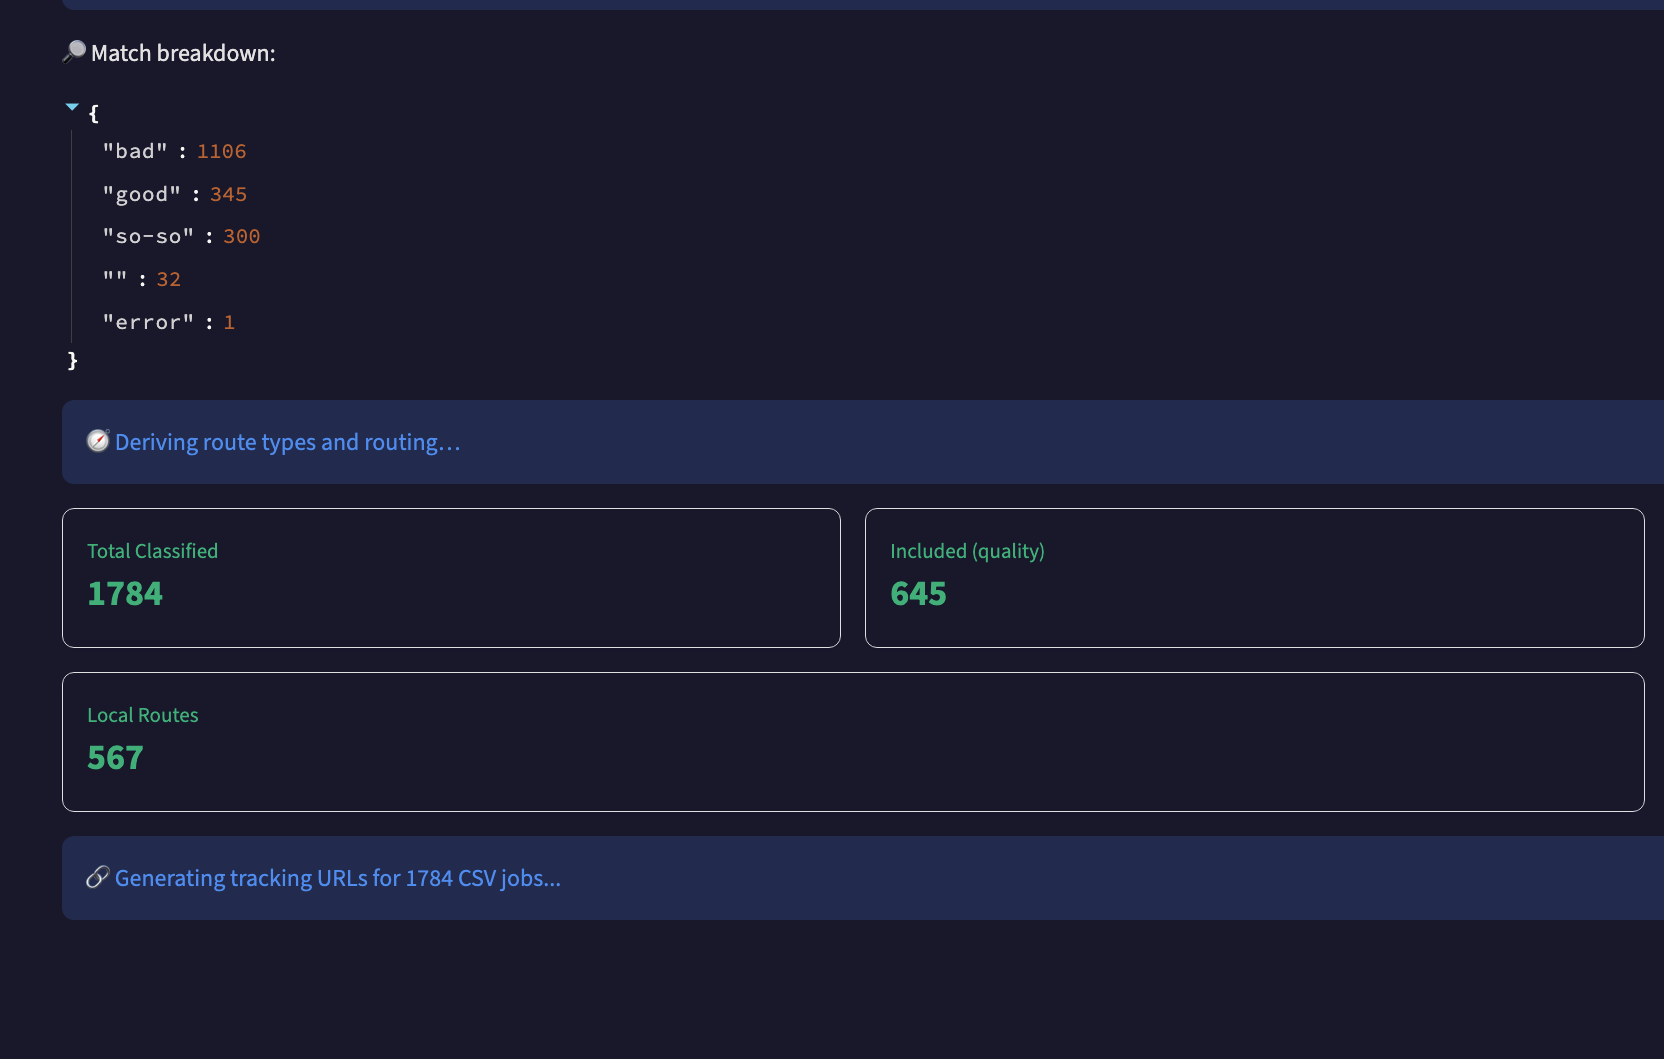 Match breakdown:
{
"bad" : 1106
"good" : 345
"so-so" : 300
"" : 32
"error" : 1
}
Deriving route types and routing…
Total Classified
1784
Included (quality)
645
Local Routes
567
Generating tracking URLs for 1784 CSV jobs...